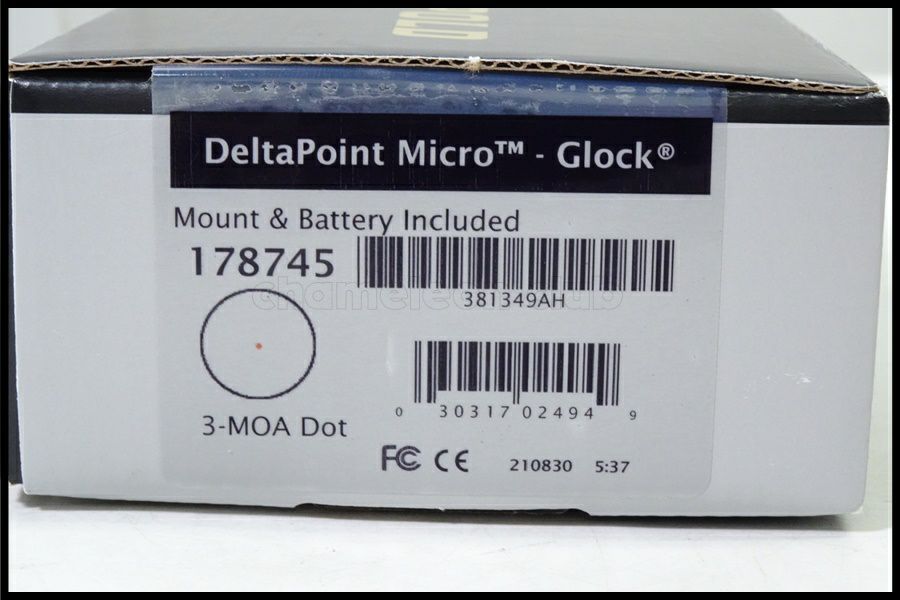 DeltaPoint Micro™ - Glock®
Mount & Battery Included
178745
381349AH
3-MOA Dot
0 30317 02494 9
FC CE 210830 5:37